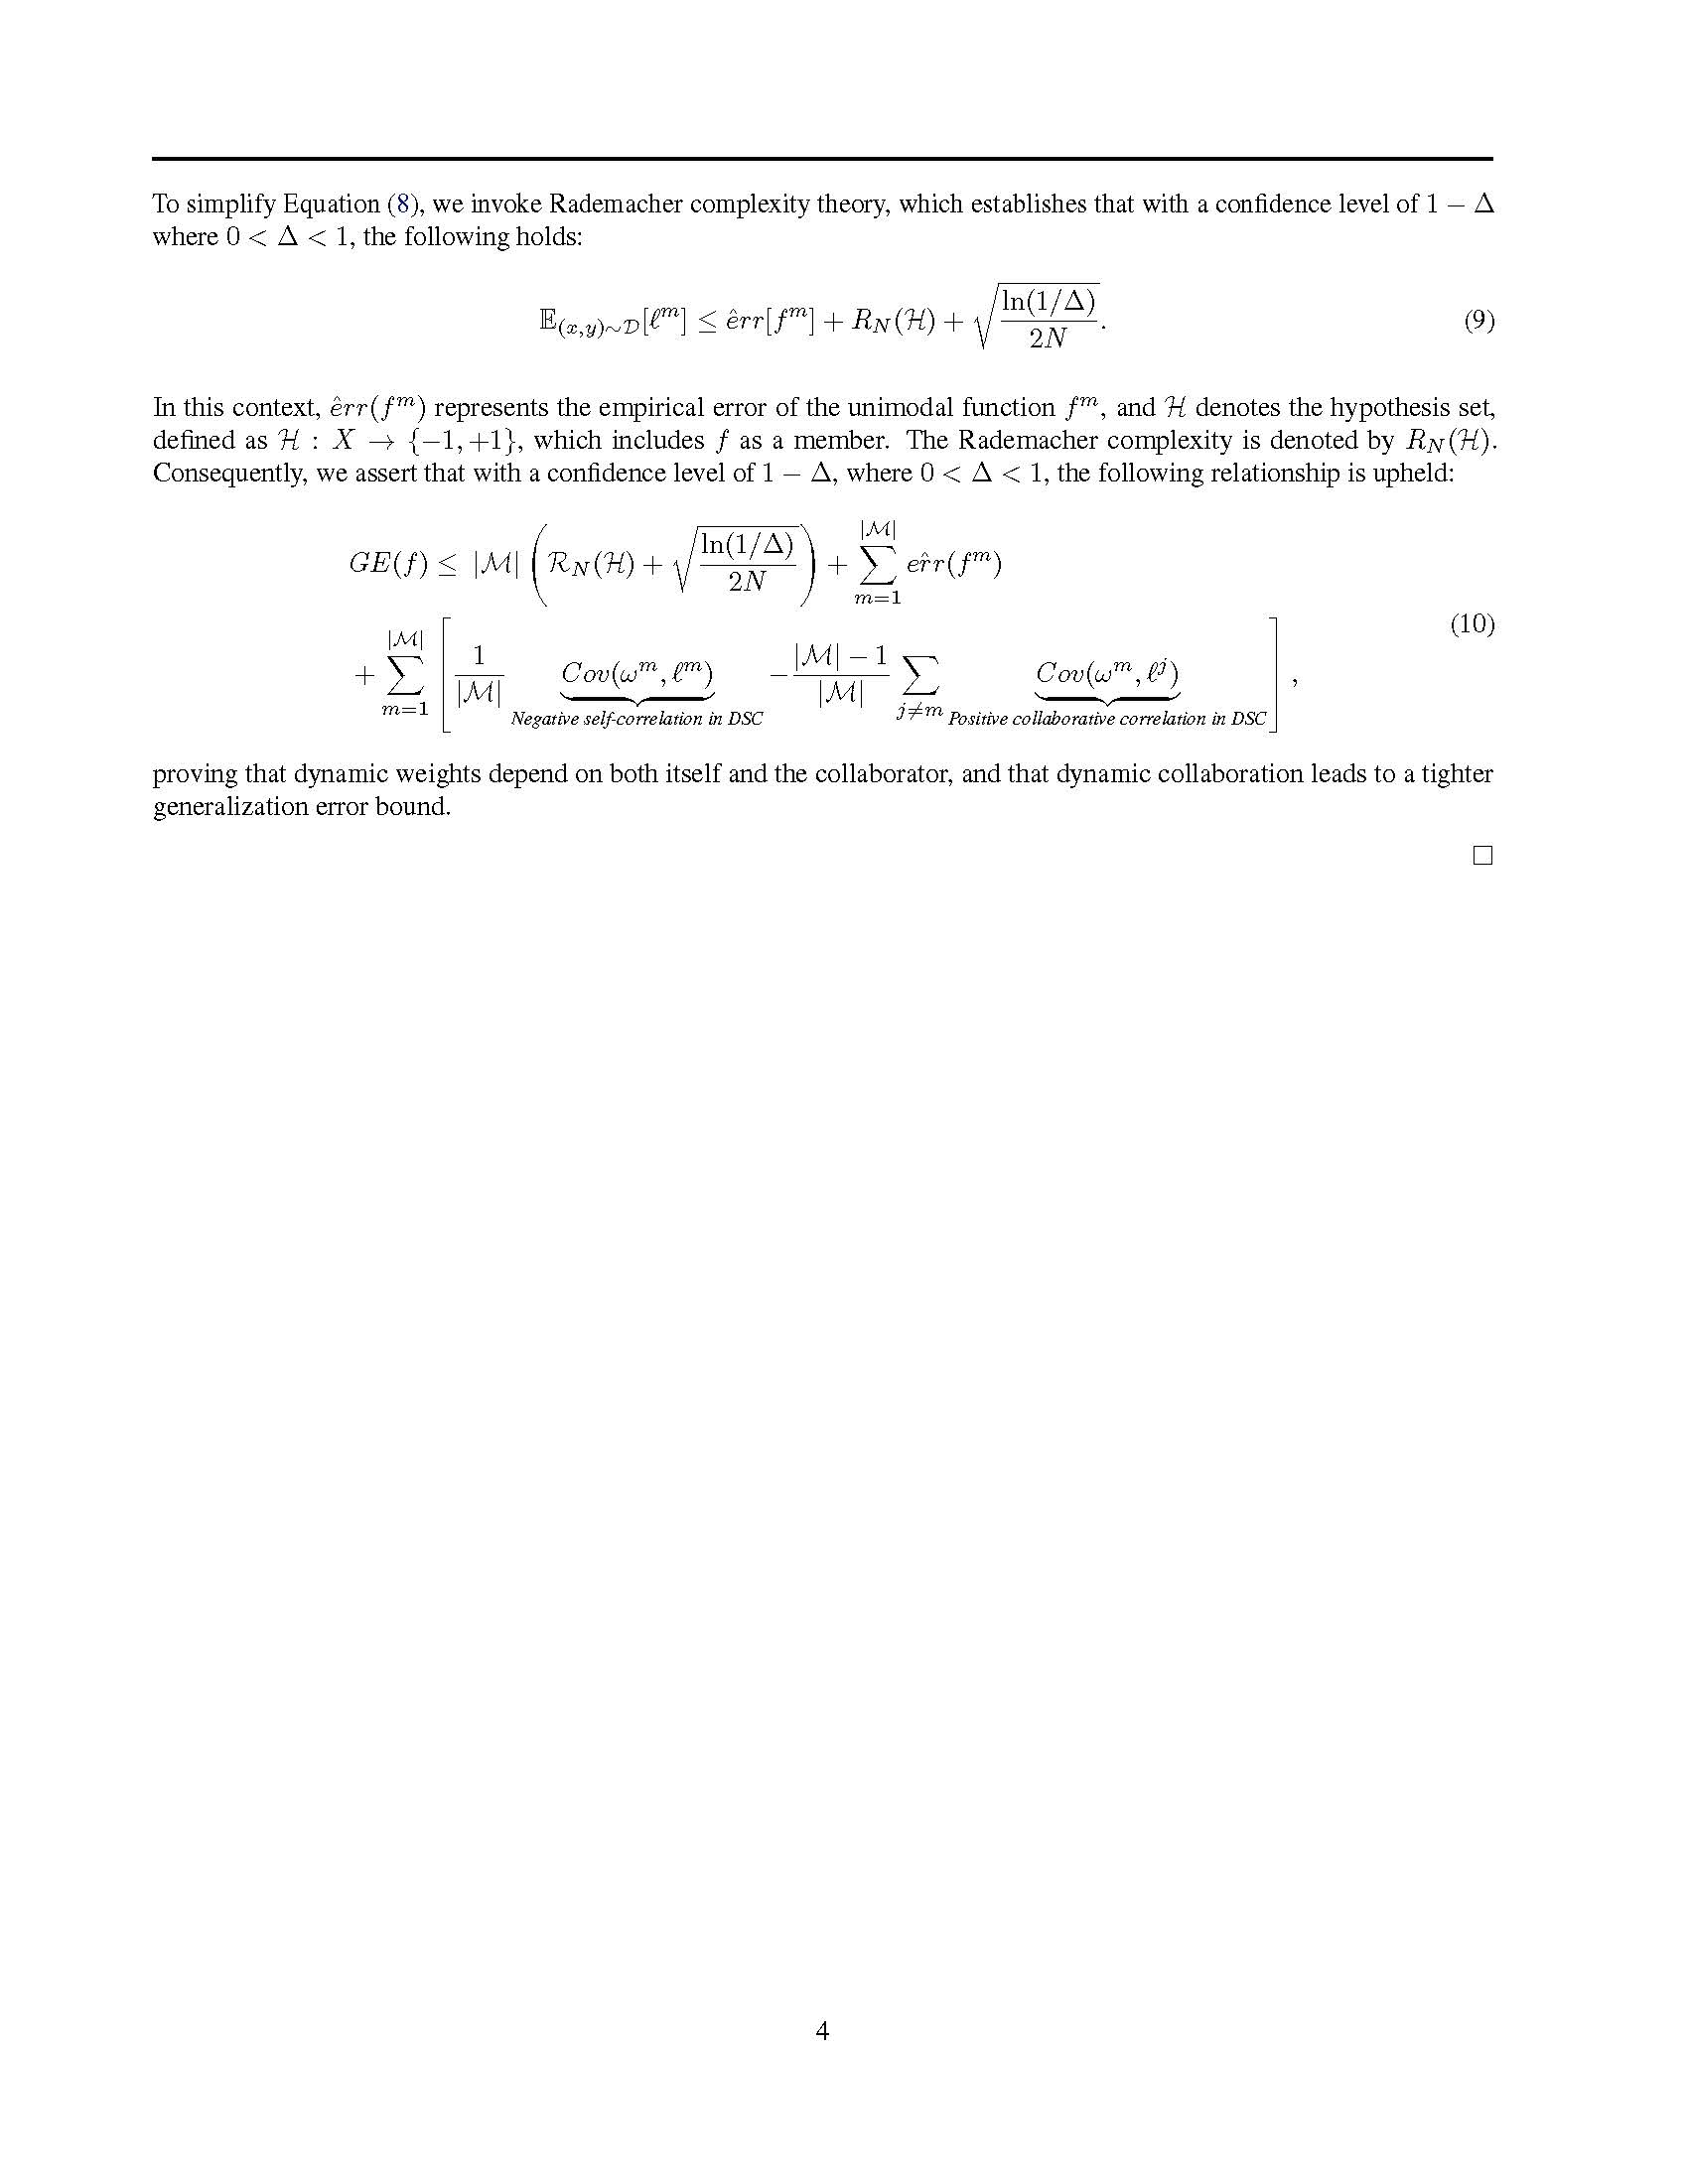 To simplify Equation (8), we invoke Rademacher complexity theory, which establishes that with a confidence level of 1 − Δ
where 0 < Δ < 1, the following holds:
$\mathbb{E}_{(x,y)\sim\mathcal{D}}[\ell^m] \leq \hat{e}rr[f^m] + R_N(\mathcal{H}) + \sqrt{\frac{\ln(1/\Delta)}{2N}}.$ (9)
In this context, $\hat{e}rr(f^m)$ represents the empirical error of the unimodal function $f^m$, and $\mathcal{H}$ denotes the hypothesis set,
defined as $\mathcal{H} : X \to \{-1, +1\}$, which includes $f$ as a member. The Rademacher complexity is denoted by $R_N(\mathcal{H})$.
Consequently, we assert that with a confidence level of 1 − Δ, where 0 < Δ < 1, the following relationship is upheld:
$GE(f) \leq |\mathcal{M}| \left( \mathcal{R}_N(\mathcal{H}) + \sqrt{\frac{\ln(1/\Delta)}{2N}} \right) + \sum_{m=1}^{|\mathcal{M}|} e\hat{r}r(f^m)$
$+ \sum_{m=1}^{|\mathcal{M}|} \left[ \frac{1}{|\mathcal{M}|} \underbrace{Cov(\omega^m, \ell^m)}_{\text{Negative self-correlation in DSC}} - \frac{|\mathcal{M}|-1}{|\mathcal{M}|} \sum_{j \neq m} \underbrace{Cov(\omega^m, \ell^j)}_{\text{Positive collaborative correlation in DSC}} \right],$ (10)
proving that dynamic weights depend on both itself and the collaborator, and that dynamic collaboration leads to a tighter
generalization error bound.
□
4